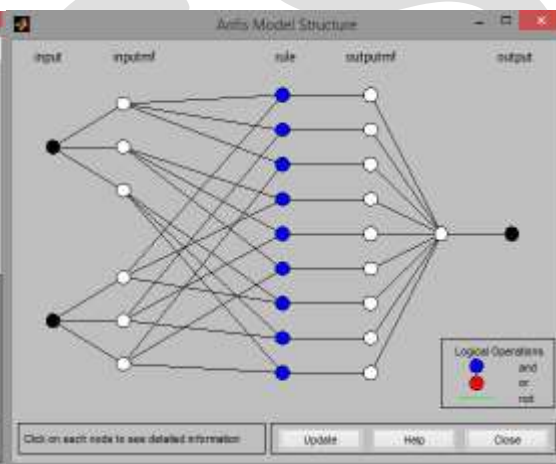 Anfis Model Structure
input inputmf rule outputmf output
Logical Operations
and
or
not
Click on each node to see detailed information
Update Help Close